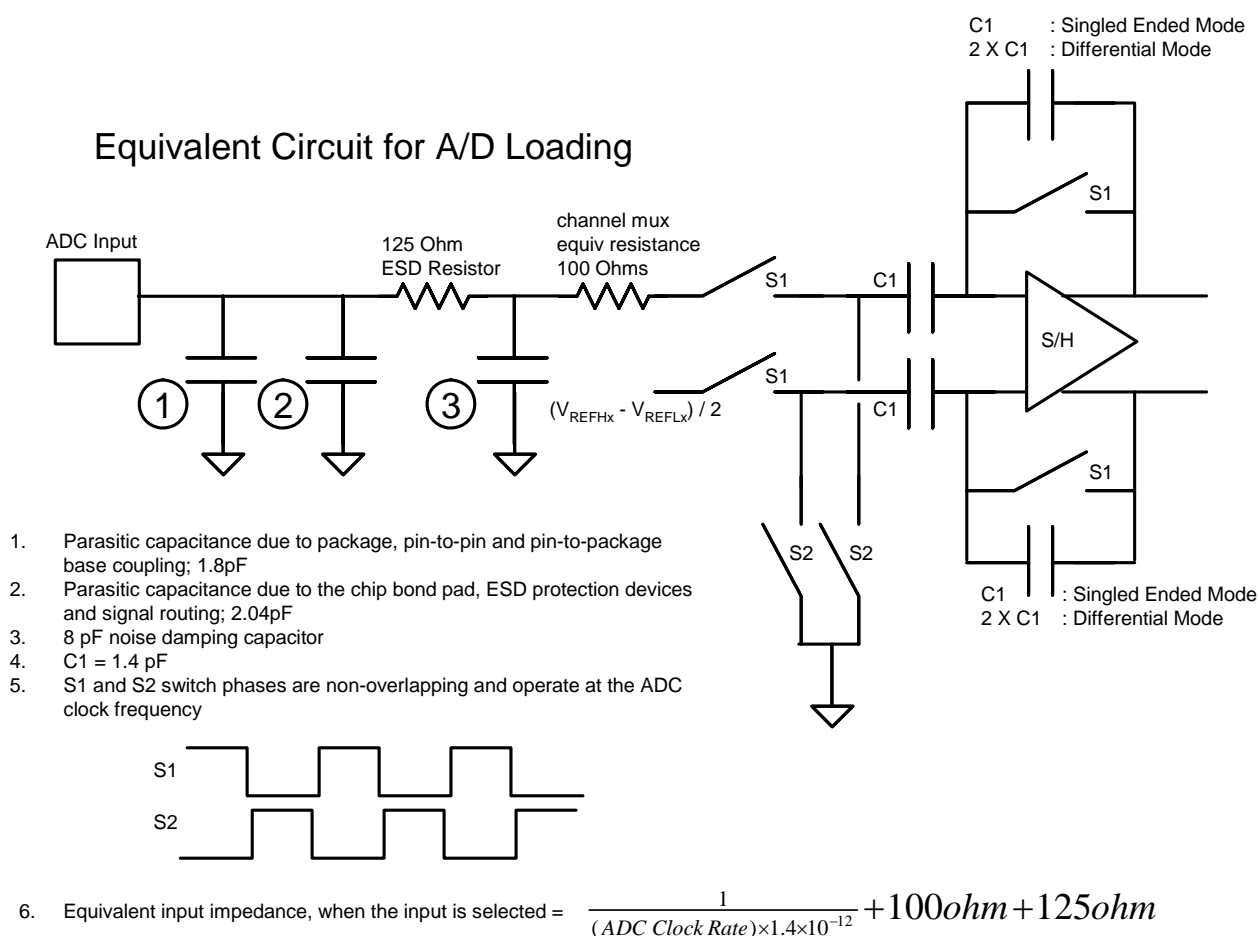 C1 : Singled Ended Mode
2 X C1 : Differential Mode
Equivalent Circuit for A/D Loading
S1
ADC Input
125 Ohm
ESD Resistor
channel mux
equiv resistance
100 Ohms
S1
C1
S/H
1
2
3
S1
(VREFHx - VREFLx) / 2
C1
S1
S2
S2
C1 : Singled Ended Mode
2 X C1 : Differential Mode
1. Parasitic capacitance due to package, pin-to-pin and pin-to-package
base coupling; 1.8pF
2. Parasitic capacitance due to the chip bond pad, ESD protection devices
and signal routing; 2.04pF
3. 8 pF noise damping capacitor
4. C1 = 1.4 pF
5. S1 and S2 switch phases are non-overlapping and operate at the ADC
clock frequency
S1
S2
6. Equivalent input impedance, when the input is selected = 1 / (ADC Clock Rate)×1.4×10⁻¹² +100ohm+125ohm